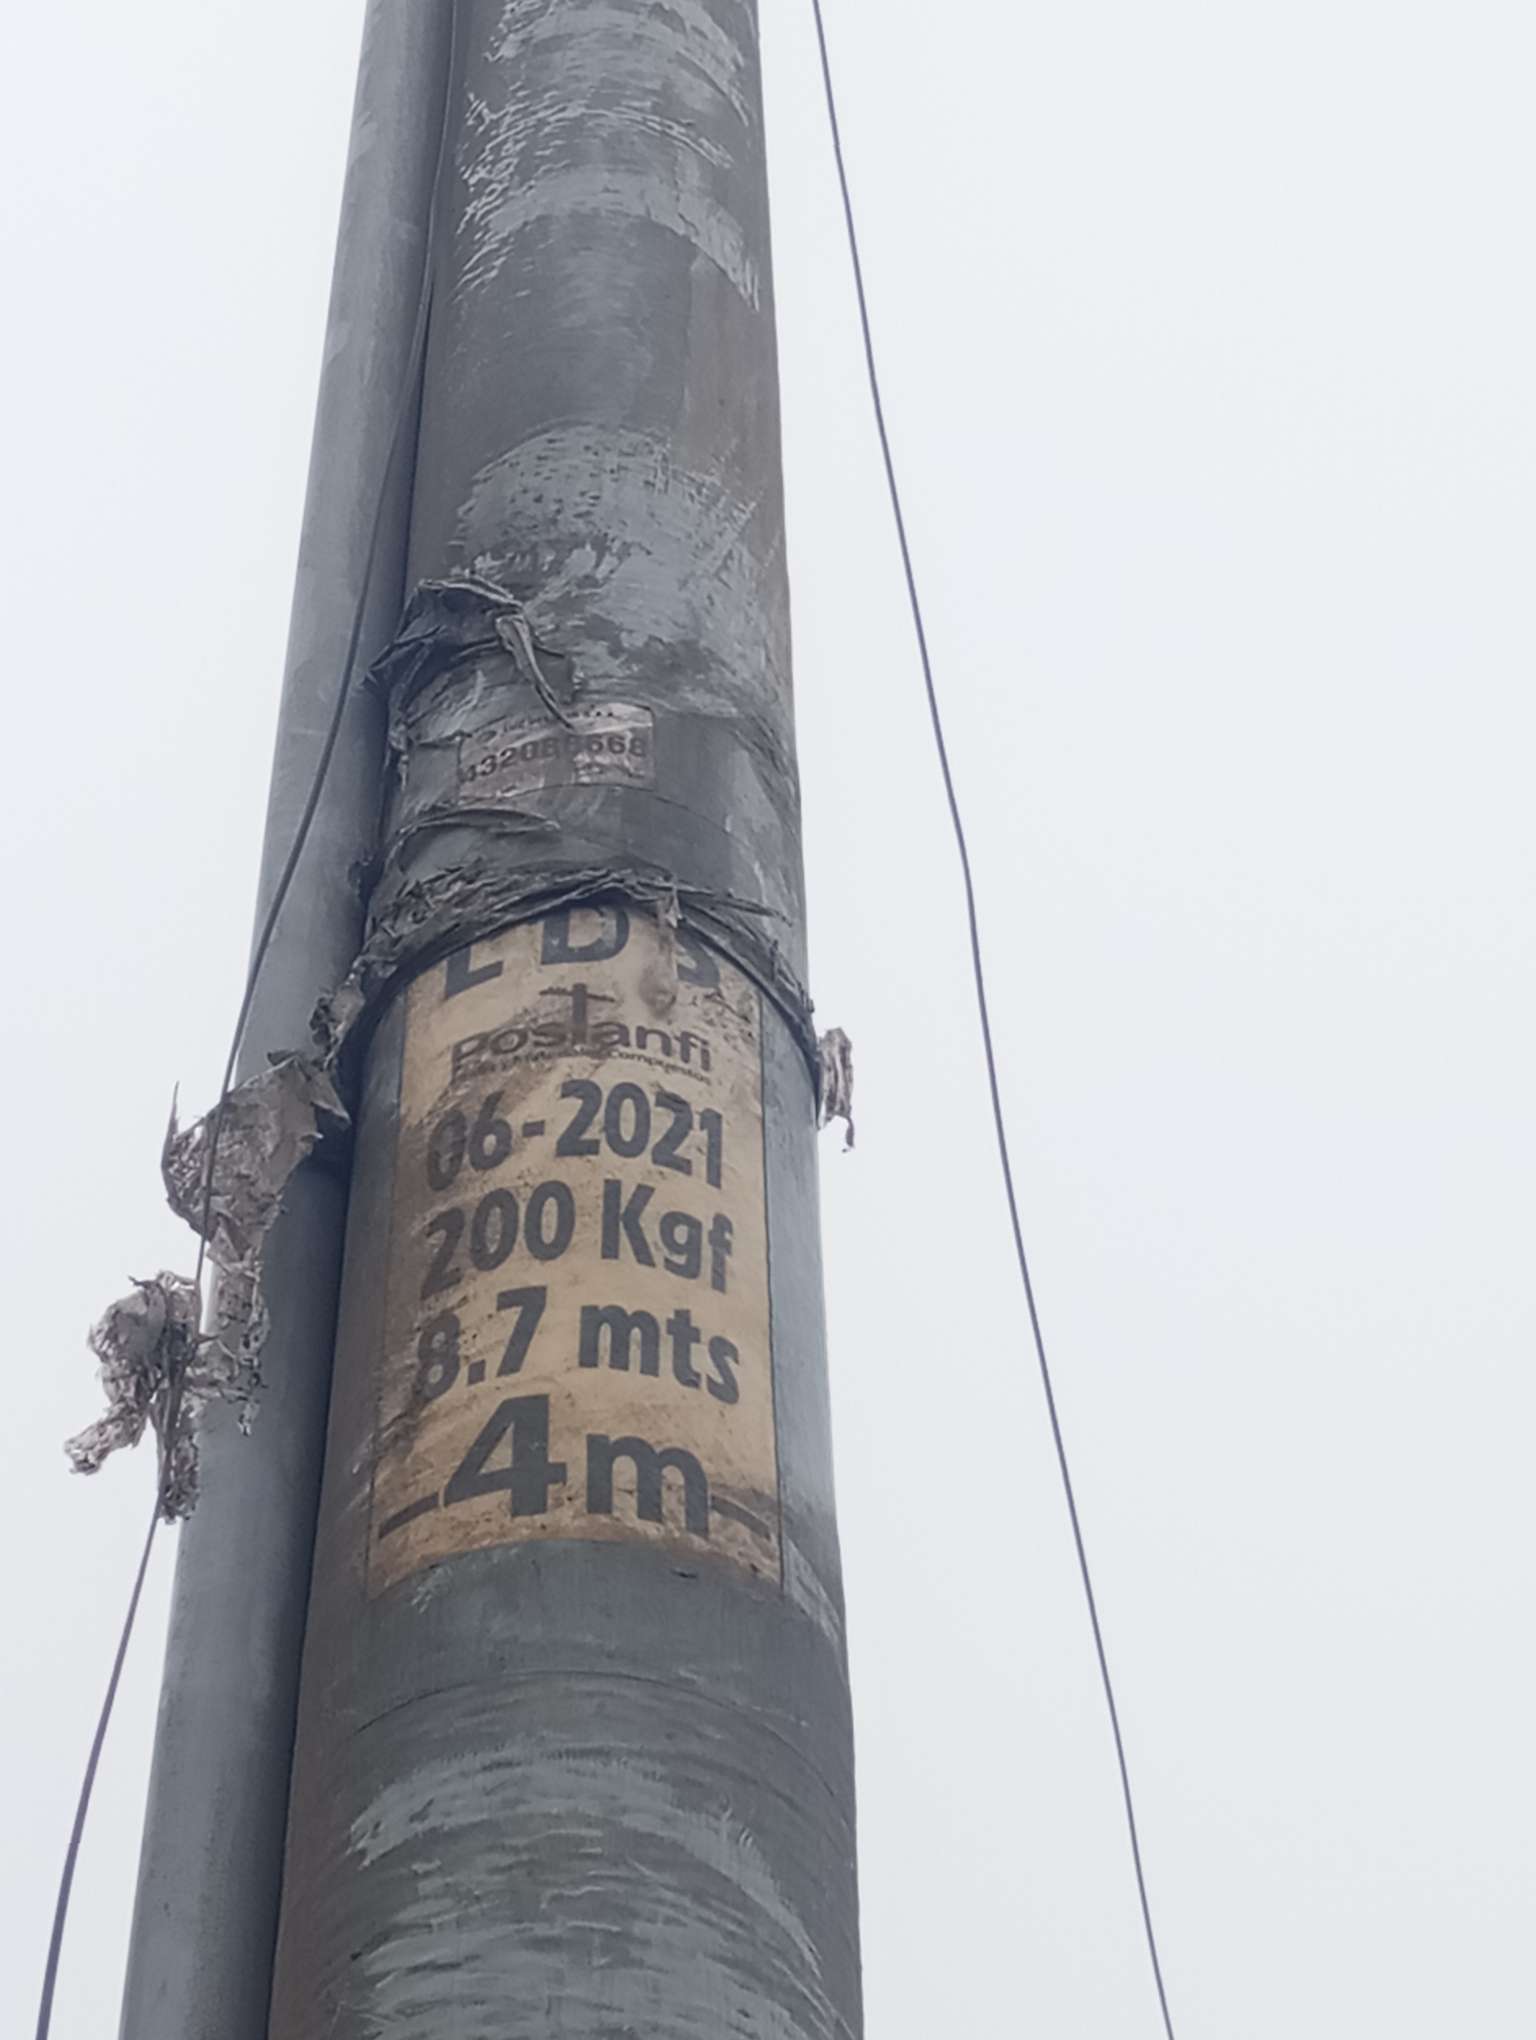 EDS
Postanfi
06-2021
200 Kgf
8.7 mts
4m